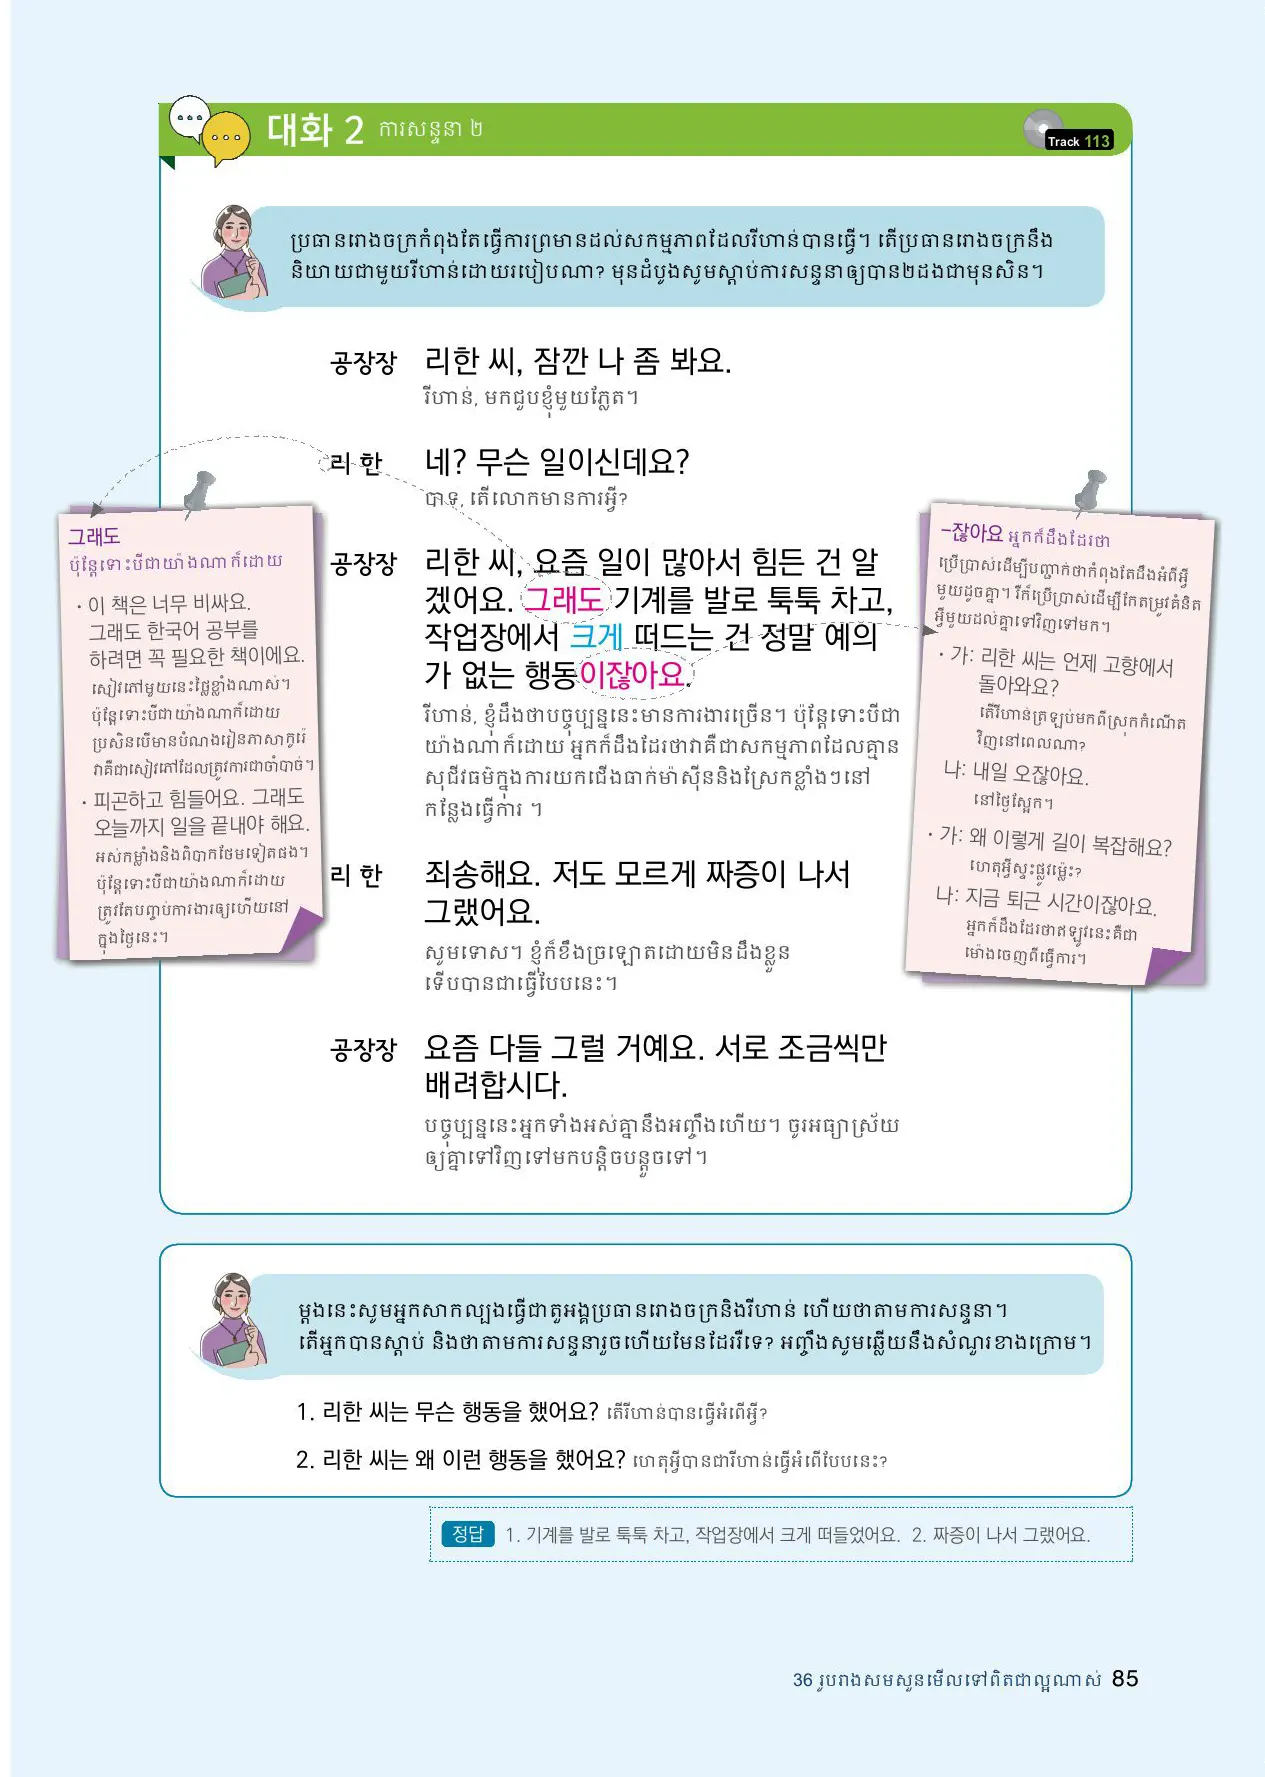 대화 2 ការសន្ទនា ២
Track 113
ប្រធានរោងចក្រកំពុងតែធ្វើការព្រមានដល់សកម្មភាពដែលរីហាន់បានធ្វើ។ តើប្រធានរោងចក្រនឹង
និយាយជាមួយរីហាន់ដោយរបៀបណា? មុនដំបូងសូមស្តាប់ការសន្ទនាឲ្យបាន២ដងជាមុនសិន។
공장장 리한 씨, 잠깐 나 좀 봐요.
រីហាន់, មកជួបខ្ញុំមួយភ្លែត។
리 한 네? 무슨 일이신데요?
បាទ, តើលោកមានការអ្វី?
공장장 리한 씨, 요즘 일이 많아서 힘든 건 알
겠어요. 그래도 기계를 발로 툭툭 차고,
작업장에서 크게 떠드는 건 정말 예의
가 없는 행동이잖아요.
រីហាន់, ខ្ញុំដឹងថាបច្ចុប្បន្ននេះមានការងារច្រើន។ ប៉ុន្តែទោះបីជា
យ៉ាងណាក៏ដោយ អ្នកក៏ដឹងដែរថាវាគឺជាសកម្មភាពដែលគ្មាន
សុជីវធម៌ក្នុងការយកជើងធាក់ម៉ាស៊ីននិងស្រែកខ្លាំងៗនៅ
កន្លែងធ្វើការ ។
리 한 죄송해요. 저도 모르게 짜증이 나서
그랬어요.
សូមទោស។ ខ្ញុំក៏ខឹងច្រឡោតដោយមិនដឹងខ្លួន
ទើបបានជាធ្វើបែបនេះ។
공장장 요즘 다들 그럴 거예요. 서로 조금씩만
배려합시다.
បច្ចុប្បន្ននេះអ្នកទាំងអស់គ្នានឹងអញ្ចឹងហើយ។ ចូរអធ្យាស្រ័យ
ឲ្យគ្នាទៅវិញទៅមកបន្តិចបន្តួចទៅ។
그래도
ប៉ុន្តែទោះបីជាយ៉ាងណាក៏ដោយ
• 이 책은 너무 비싸요.
그래도 한국어 공부를
하려면 꼭 필요한 책이에요.
សៀវភៅមួយនេះថ្លៃខ្លាំងណាស់។
ប៉ុន្តែទោះបីជាយ៉ាងណាក៏ដោយ
ប្រសិនបើមានបំណងរៀនភាសាកូរ៉េ
វាគឺជាសៀវភៅដែលត្រូវការជាចាំបាច់។
• 피곤하고 힘들어요. 그래도
오늘까지 일을 끝내야 해요.
អស់កម្លាំងនិងពិបាកថែមទៀតផង។
ប៉ុន្តែទោះបីជាយ៉ាងណាក៏ដោយ
ត្រូវតែបញ្ចប់ការងារឲ្យហើយនៅ
ក្នុងថ្ងៃនេះ។
-잖아요 អ្នកក៏ដឹងដែរថា
ប្រើប្រាស់ដើម្បីបញ្ជាក់ថាកំពុងតែដឹងអំពីអ្វី
មួយដូចគ្នា។ រឺក៏ប្រើប្រាស់ដើម្បីកែតម្រូវគំនិត
អ្វីមួយដល់គ្នាទៅវិញទៅមក។
• 가: 리한 씨는 언제 고향에서
돌아와요?
តើរីហាន់ត្រឡប់មកពីស្រុកកំណើត
វិញនៅពេលណា?
나: 내일 오잖아요.
នៅថ្ងៃស្អែក។
• 가: 왜 이렇게 길이 복잡해요?
ហេតុអ្វីស្ទះផ្លូវម្ល៉េះ?
나: 지금 퇴근 시간이잖아요.
អ្នកក៏ដឹងដែរថាឥឡូវនេះគឺជា
ម៉ោងចេញពីធ្វើការ។
ម្តងនេះសូមអ្នកសាកល្បងធ្វើជាតួអង្គប្រធានរោងចក្រនិងរីហាន់ ហើយថាតាមការសន្ទនា។
តើអ្នកបានស្តាប់ និងថាតាមការសន្ទនារួចហើយមែនដែររឺទេ? អញ្ចឹងសូមឆ្លើយនឹងសំណួរខាងក្រោម។
1. 리한 씨는 무슨 행동을 했어요? តើរីហាន់បានធ្វើអំពើអ្វី?
2. 리한 씨는 왜 이런 행동을 했어요? ហេតុអ្វីបានជារីហាន់ធ្វើអំពើបែបនេះ?
정답 1. 기계를 발로 툭툭 차고, 작업장에서 크게 떠들었어요. 2. 짜증이 나서 그랬어요.
36 រូបរាងសមសួនមើលទៅពិតជាល្អណាស់ 85